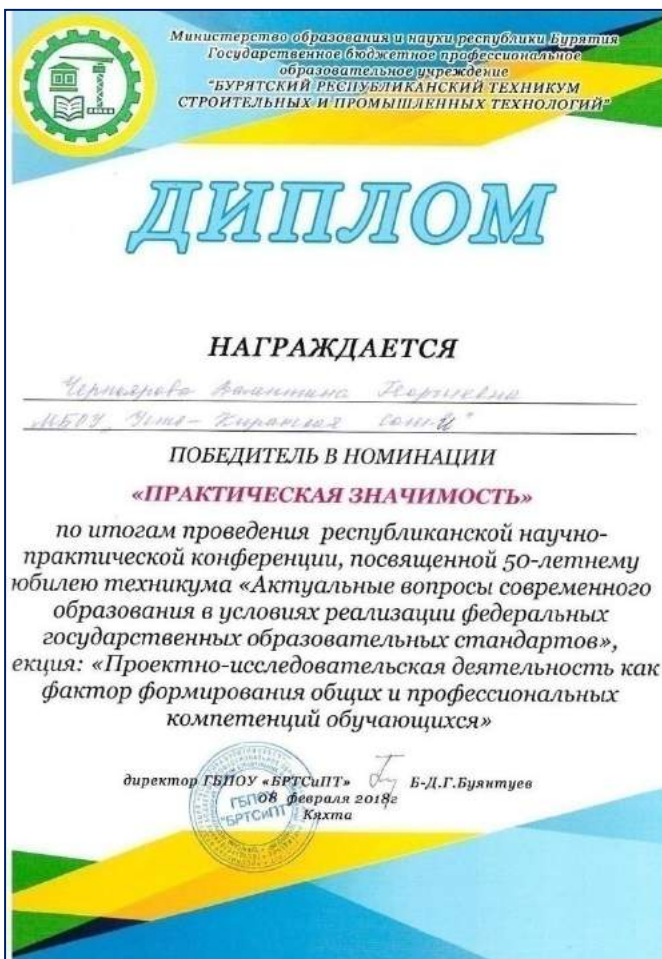 Министерство образования и науки республики Бурятия
Государственное бюджетное профессиональное
образовательное учреждение
"БУРЯТСКИЙ РЕСПУБЛИКАНСКИЙ ТЕХНИКУМ
СТРОИТЕЛЬНЫХ И ПРОМЫШЛЕННЫХ ТЕХНОЛОГИЙ"
ДИПЛОМ
НАГРАЖДАЕТСЯ
Черноярова Валентина Георгиевна
МБОУ „Усть-Киранская
ПОБЕДИТЕЛЬ В НОМИНАЦИИ
«ПРАКТИЧЕСКАЯ ЗНАЧИМОСТЬ»
по итогам проведения республиканской научно-
практической конференции, посвященной 50-летнему
юбилею техникума «Актуальные вопросы современного
образования в условиях реализации федеральных
государственных образовательных стандартов»,
екция: «Проектно-исследовательская деятельность как
фактор формирования общих и профессиональных
компетенций обучающихся»
директор ГБПОУ «БРТСиПТ» Б-Д.Г.Буянтуев
08 февраля 2018г
Кяхта
ГБПОУ
"БРТСиПТ"